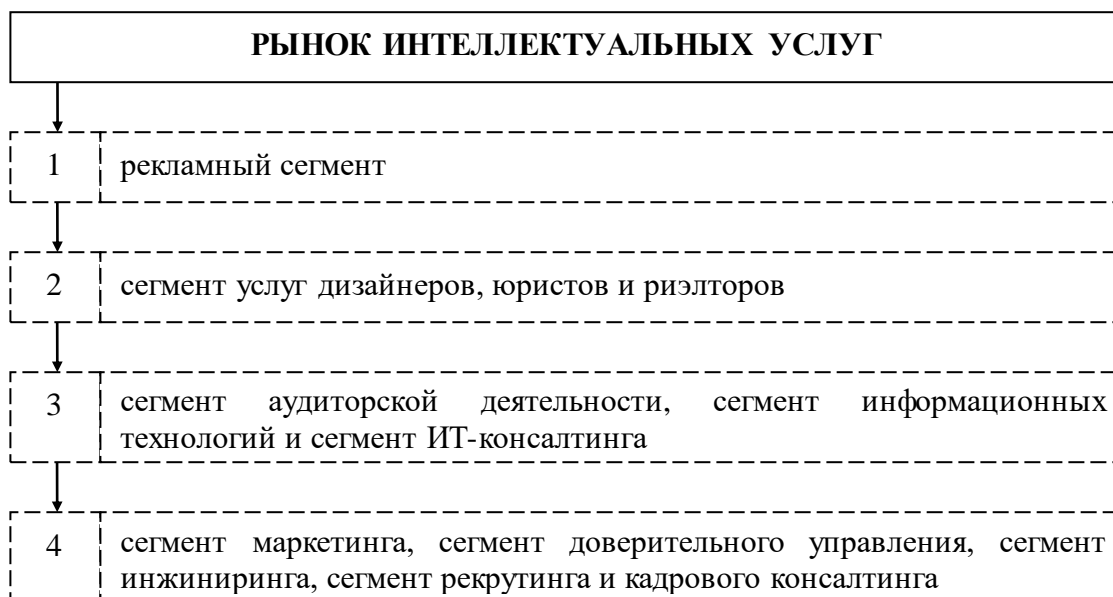 РЫНОК ИНТЕЛЛЕКТУАЛЬНЫХ УСЛУГ
1 рекламный сегмент
2 сегмент услуг дизайнеров, юристов и риэлторов
3 сегмент аудиторской деятельности, сегмент информационных
технологий и сегмент ИТ-консалтинга
4 сегмент маркетинга, сегмент доверительного управления, сегмент
инжиниринга, сегмент рекрутинга и кадрового консалтинга